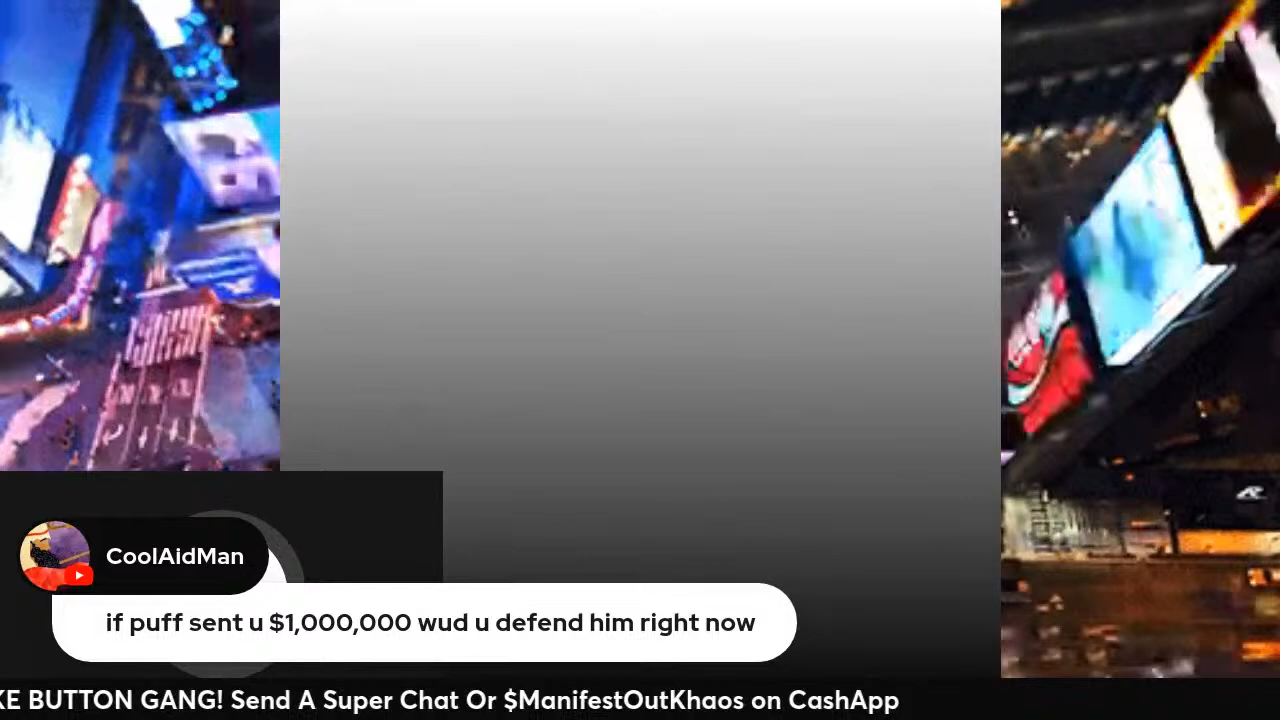 CoolAidMan
if puff sent u $1,000,000 wud u defend him right now
KE BUTTON GANG! Send A Super Chat Or $ManifestOutKhaos on CashApp